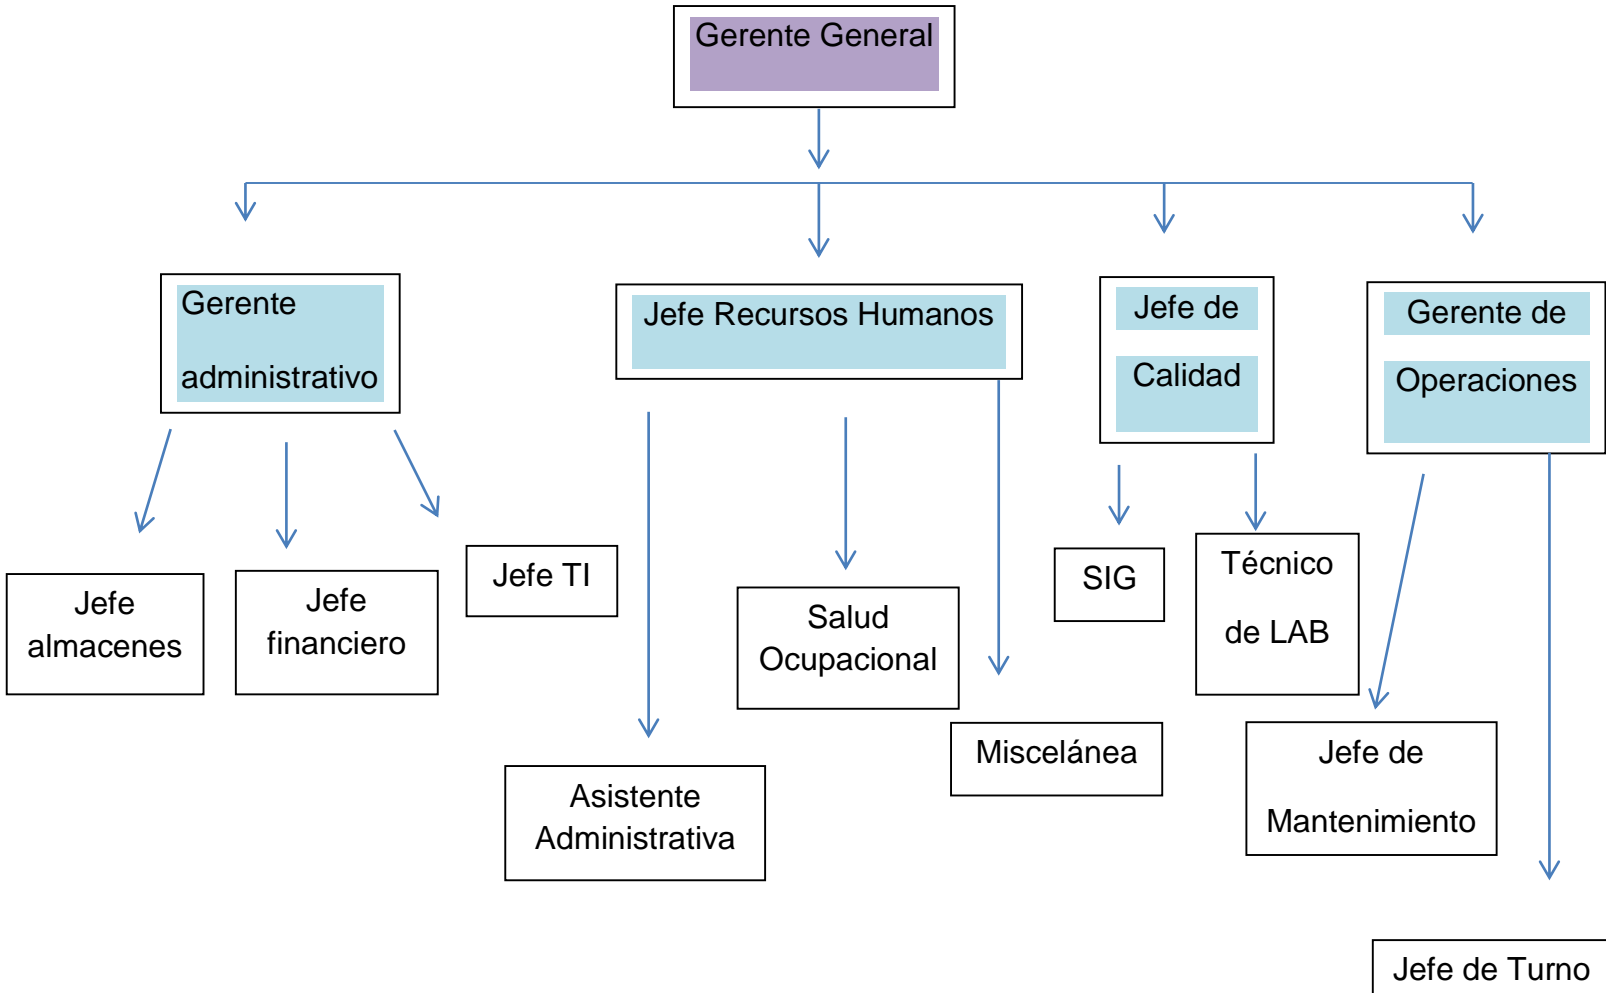 Gerente General
Gerente
administrativo
Jefe Recursos Humanos
Jefe de
Calidad
Gerente de
Operaciones
Jefe
almacenes
Jefe
financiero
Jefe TI
Salud
Ocupacional
SIG
Técnico
de LAB
Asistente
Administrativa
Miscelánea
Jefe de
Mantenimiento
Jefe de Turno